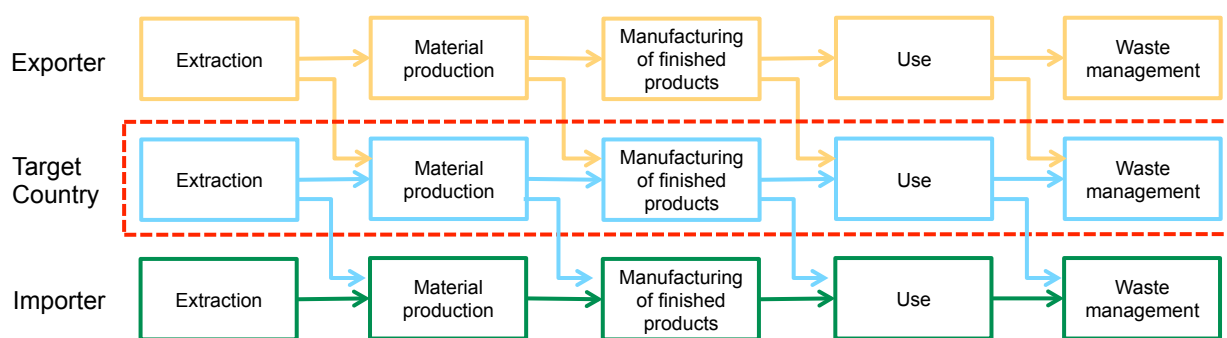 Exporter
Extraction
Material
production
Manufacturing
of finished
products
Use
Waste
management
Target
Country
Extraction
Material
production
Manufacturing
of finished
products
Use
Waste
management
Importer
Extraction
Material
production
Manufacturing
of finished
products
Use
Waste
management